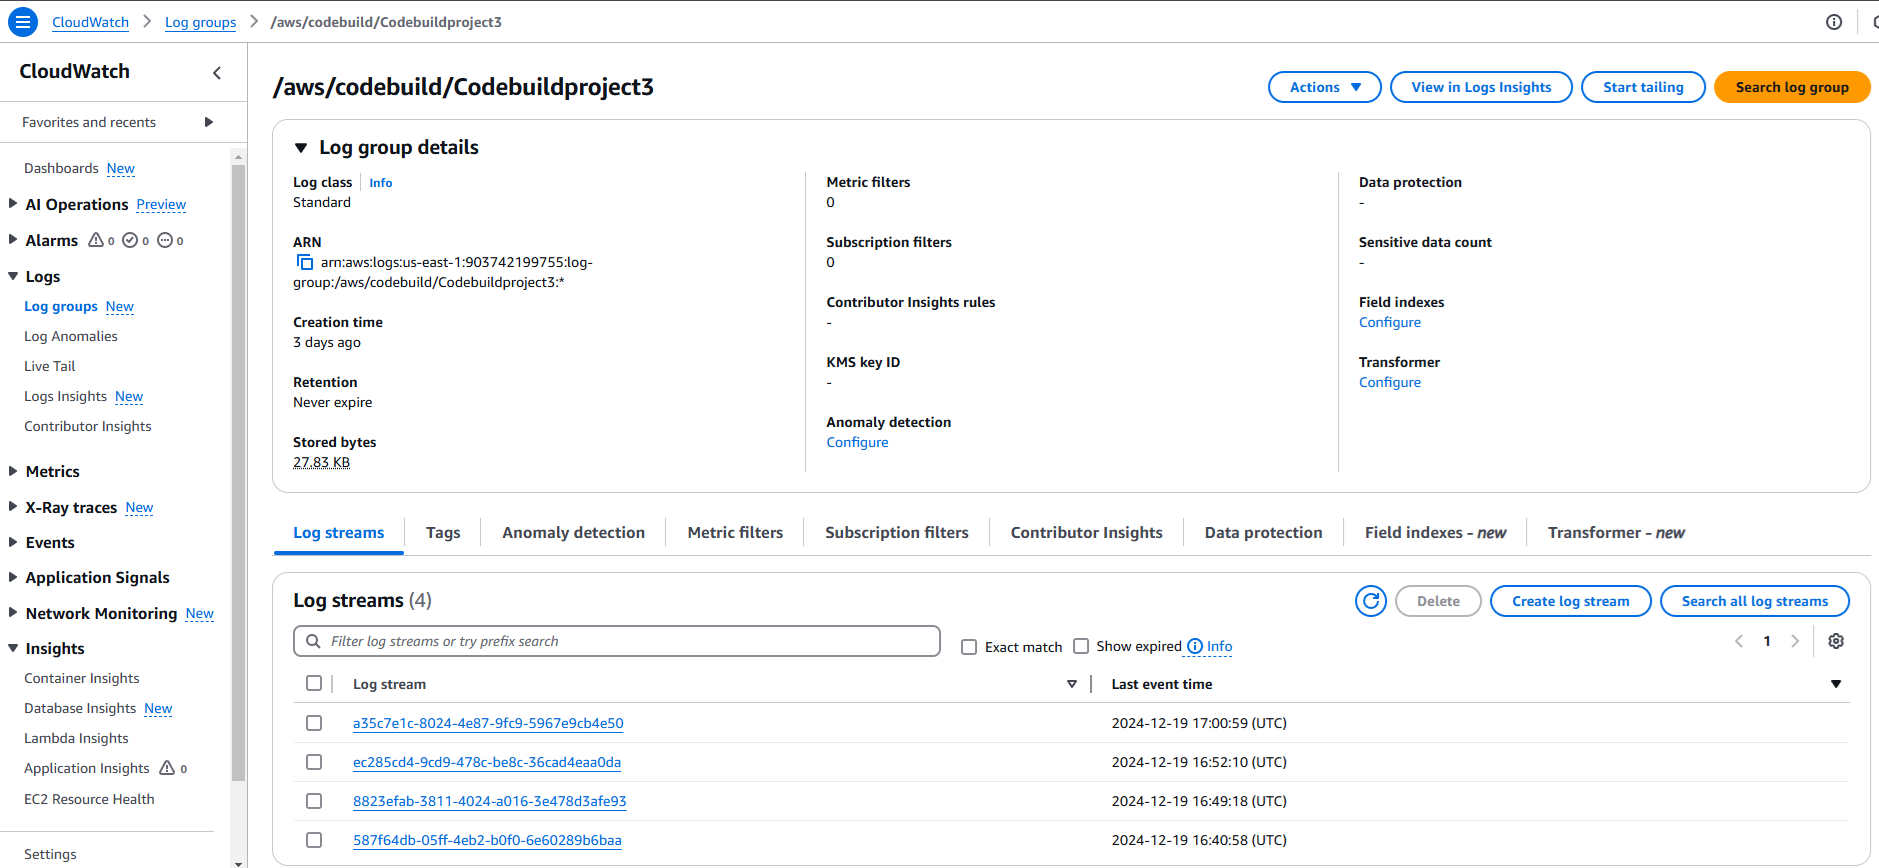 CloudWatch > Log groups > /aws/codebuild/Codebuildproject3
CloudWatch
Favorites and recents
Dashboards New
AI Operations Preview
Alarms 0 0 0
Logs
Log groups New
Log Anomalies
Live Tail
Logs Insights New
Contributor Insights
Metrics
X-Ray traces New
Events
Application Signals
Network Monitoring New
Insights
Container Insights
Database Insights New
Lambda Insights
Application Insights 0
EC2 Resource Health
Settings
/aws/codebuild/Codebuildproject3
Actions View in Logs Insights Start tailing Search log group
Log group details
Log class Info
Standard
ARN
arn:aws:logs:us-east-1:903742199755:log-
group:/aws/codebuild/Codebuildproject3:*
Creation time
3 days ago
Retention
Never expire
Stored bytes
27.83 KB
Metric filters
0
Subscription filters
0
Contributor Insights rules
-
KMS key ID
-
Anomaly detection
Configure
Data protection
-
Sensitive data count
-
Field indexes
Configure
Transformer
Configure
Log streams Tags Anomaly detection Metric filters Subscription filters Contributor Insights Data protection Field indexes - new Transformer - new
Log streams (4)
Delete Create log stream Search all log streams
Filter log streams or try prefix search Exact match Show expired Info 1
Log stream Last event time
a35c7e1c-8024-4e87-9fc9-5967e9cb4e50 2024-12-19 17:00:59 (UTC)
ec285cd4-9cd9-478c-be8c-36cad4eaa0da 2024-12-19 16:52:10 (UTC)
8823efab-3811-4024-a016-3e478d3afe93 2024-12-19 16:49:18 (UTC)
587f64db-05ff-4eb2-b0f0-6e60289b6baa 2024-12-19 16:40:58 (UTC)